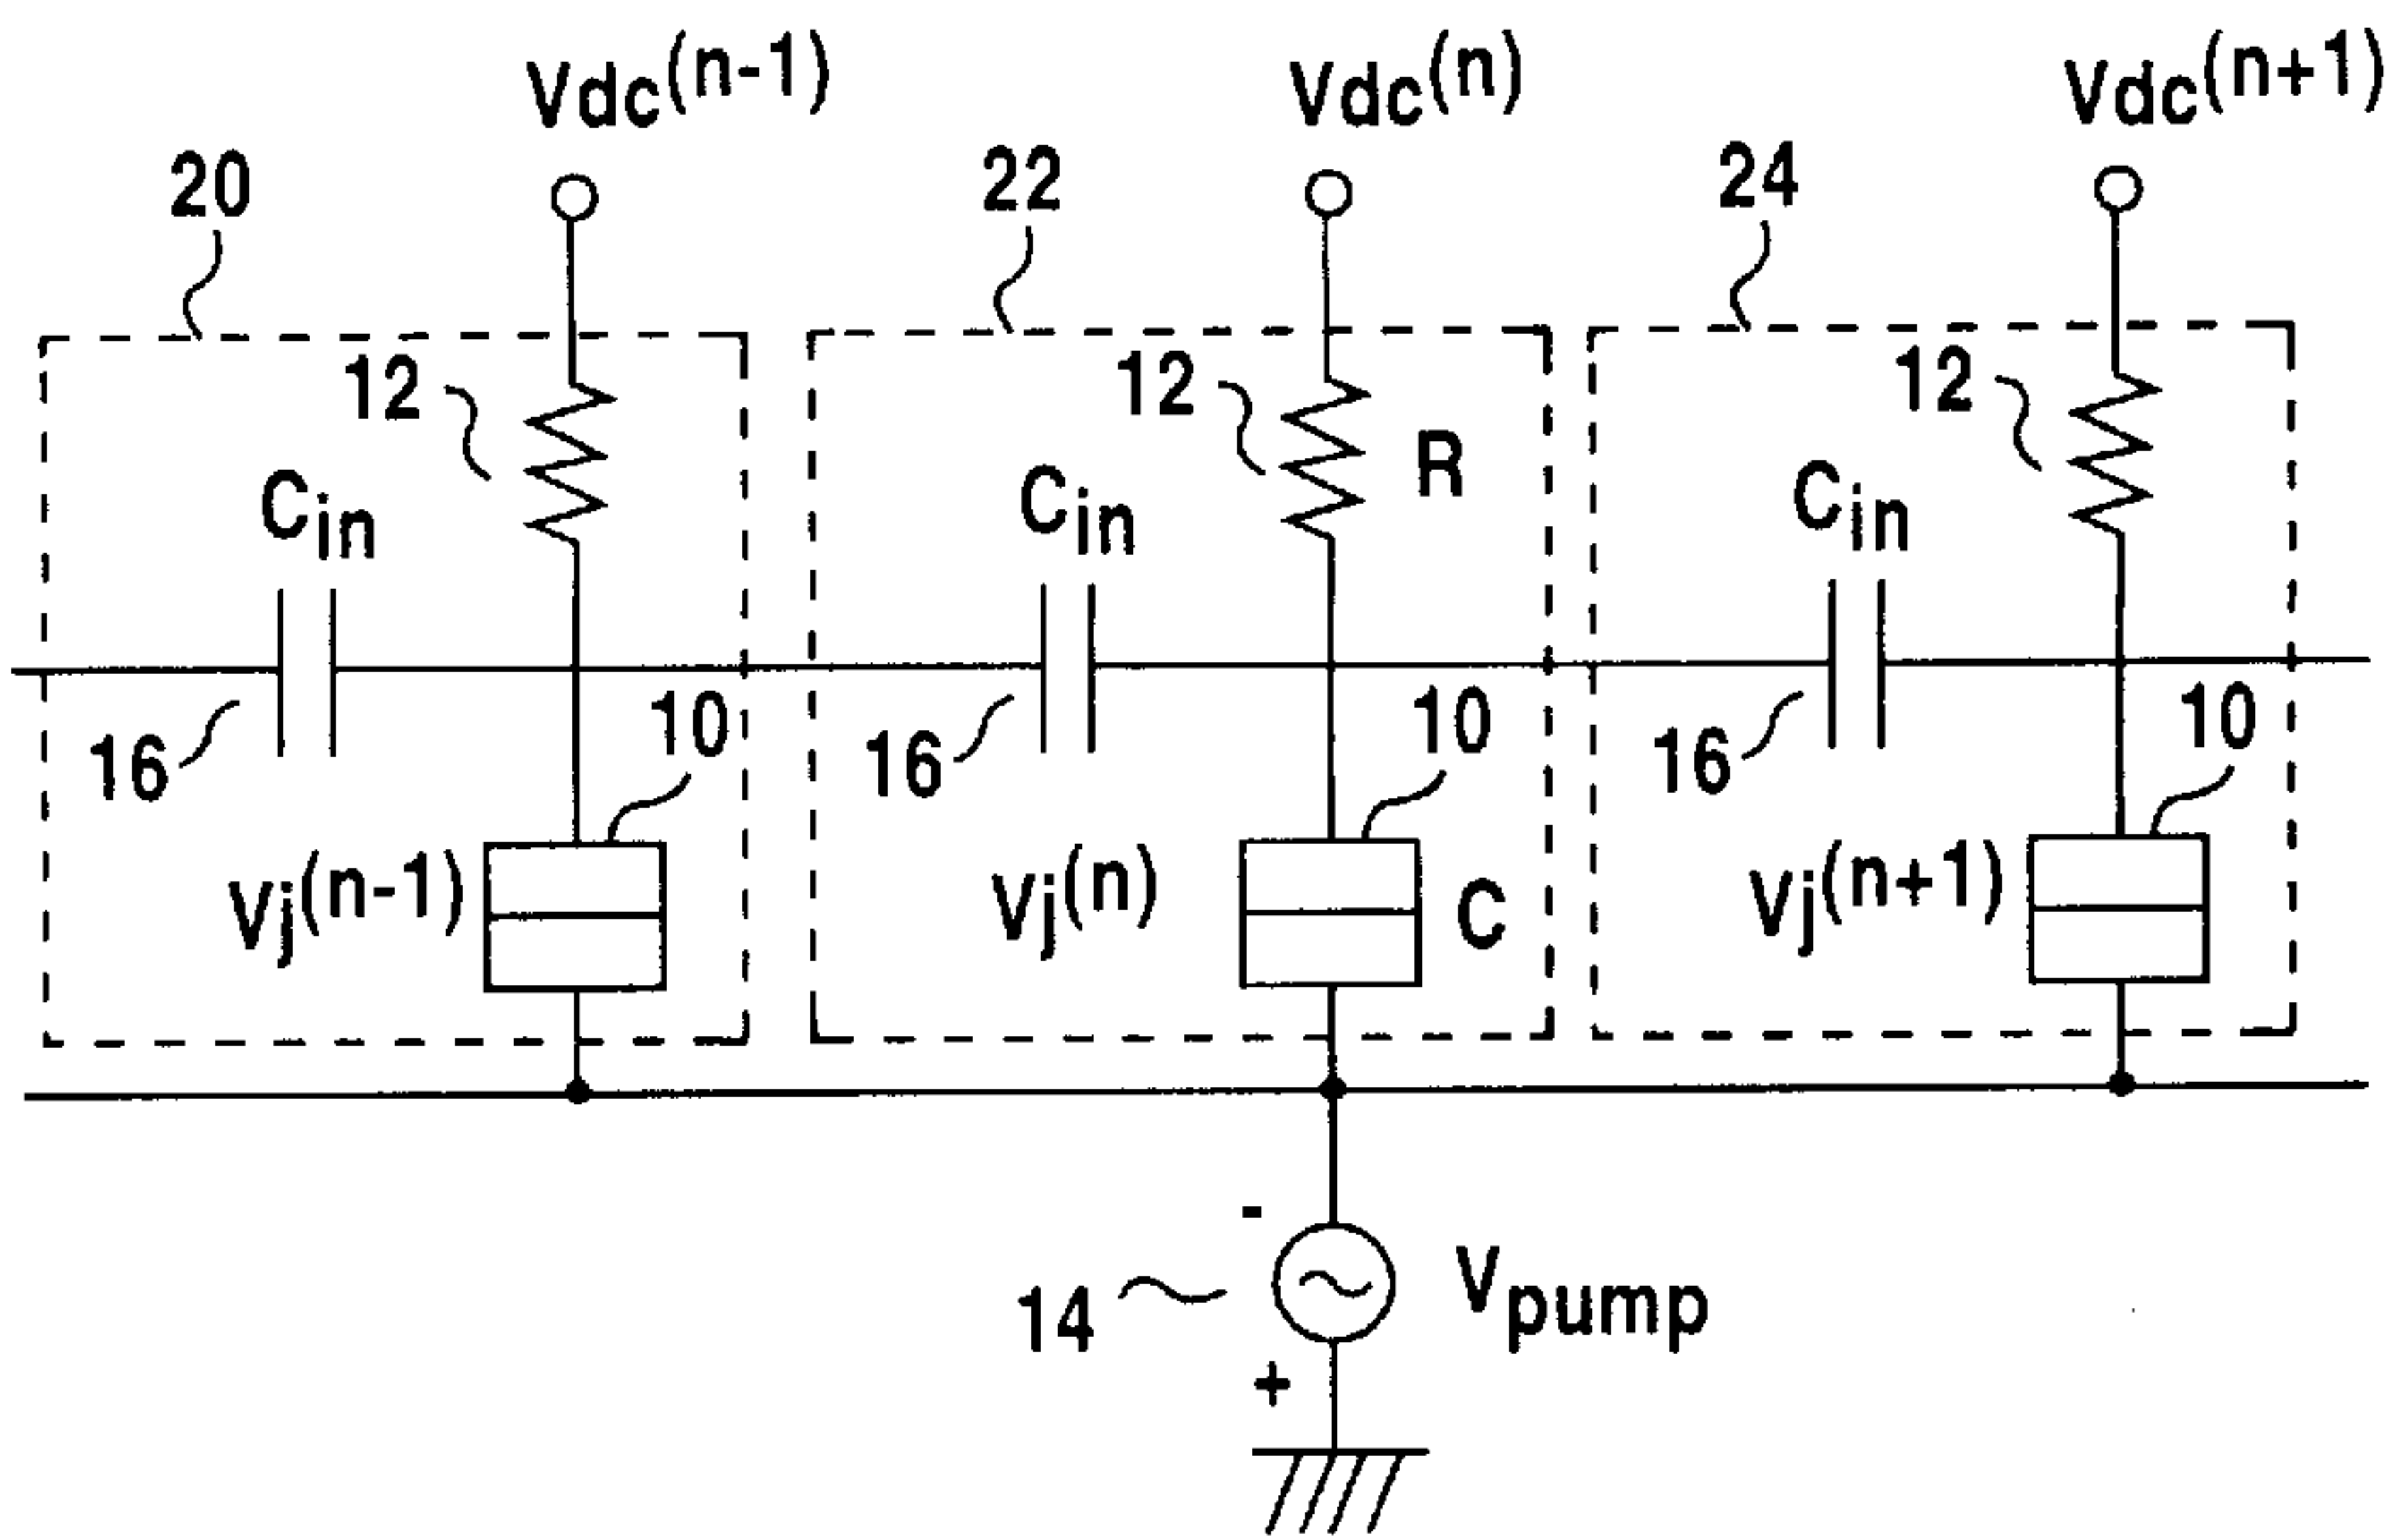 Vdc(n-1) Vdc(n) Vdc(n+1)
20 22 24
12 12 12
R
Cin Cin Cin
10 10 10
16 16 16
Vj(n-1) Vj(n) C Vj(n+1)
-
14 Vpump
+